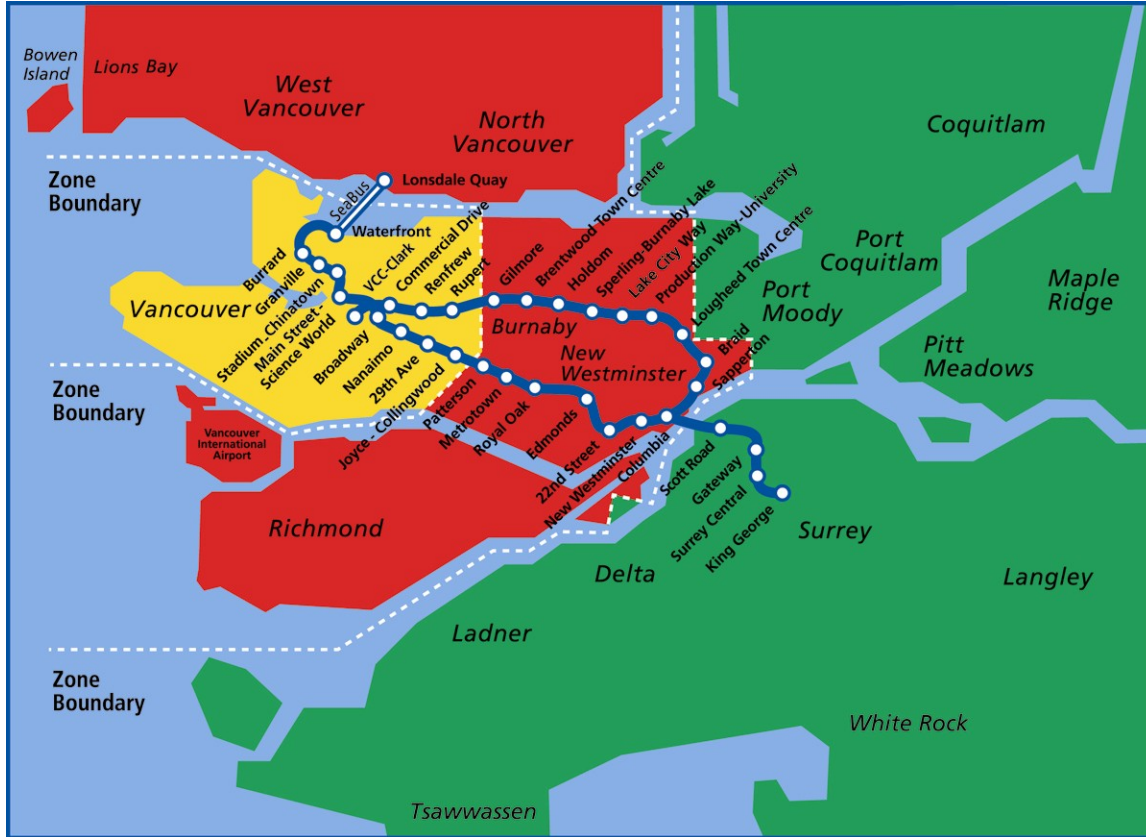 Bowen
Island
Lions Bay
West
Vancouver
North
Vancouver
Coquitlam
Zone
Boundary
SeaBus
Lonsdale Quay
Waterfront
Burrard
Granville
Stadium -Chinatown
Main Street -
Science World
VCC-Clark
Commercial Drive
Renfrew
Rupert
Gilmore
Brentwood Town Centre
Holdom
Sperling-Burnaby Lake
Lake City Way
Production Way-University
Lougheed Town Centre
Braid
Sapperton
Port
Coquitlam
Port
Moody
Maple
Ridge
Pitt
Meadows
Vancouver
Burnaby
New
Westminster
Broadway
Nanaimo
29th Ave
Joyce - Collingwood
Patterson
Metrotown
Royal Oak
Edmonds
22nd Street
New Westminster
Columbia
Scott Road
Gateway
Surrey Central
King George
Zone
Boundary
Vancouver
International
Airport
Richmond
Surrey
Delta
Langley
Ladner
Zone
Boundary
White Rock
Tsawwassen